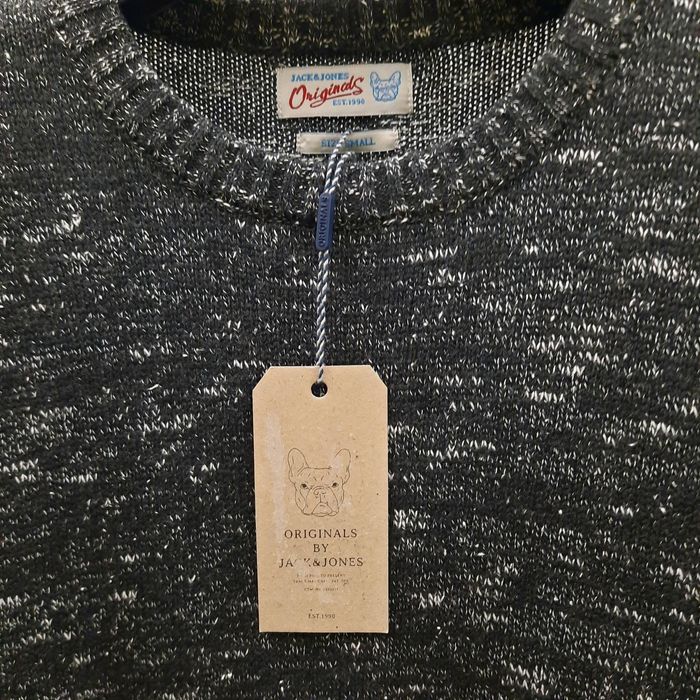 JACK&JONES
Originals
EST.1990
SIZE SMALL
ORIGINALS
ORIGINALS
BY
JACK&JONES
EST.1990